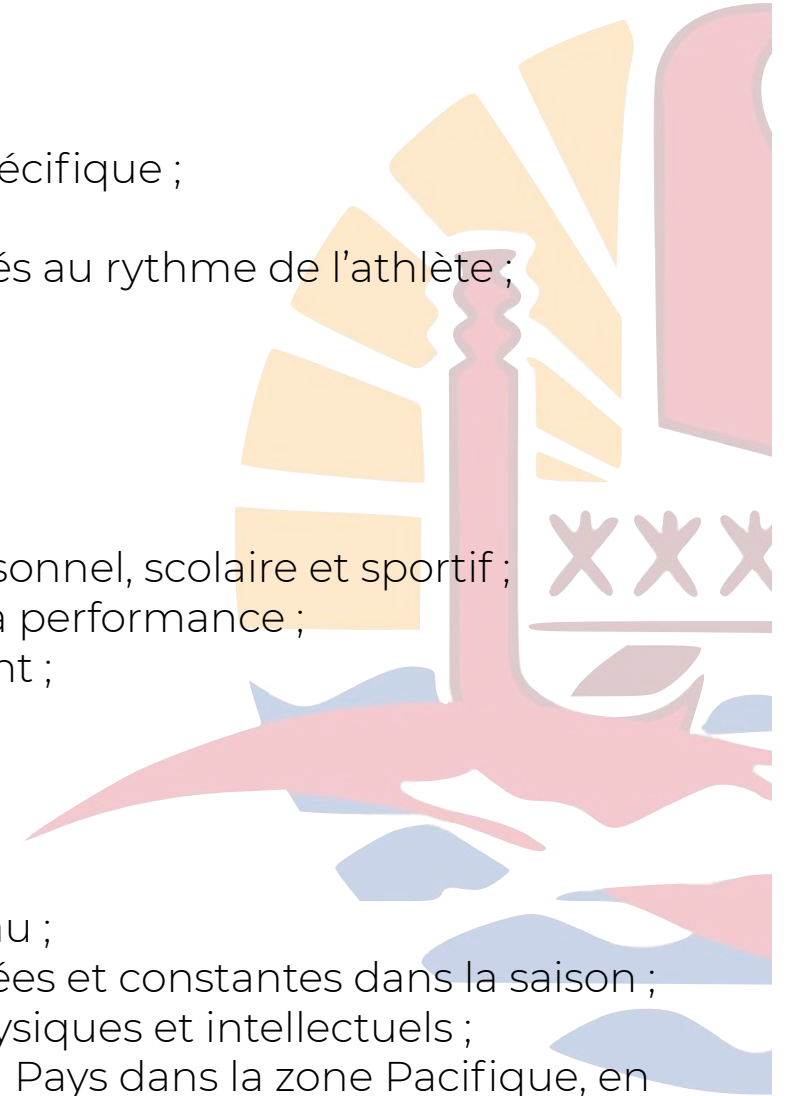 écifique ;
és au rythme de l’athlète ;
sonnel, scolaire et sportif ;
a performance ;
nt ;
au ;
ées et constantes dans la saison ;
ysiques et intellectuels ;
Pays dans la zone Pacifique, en